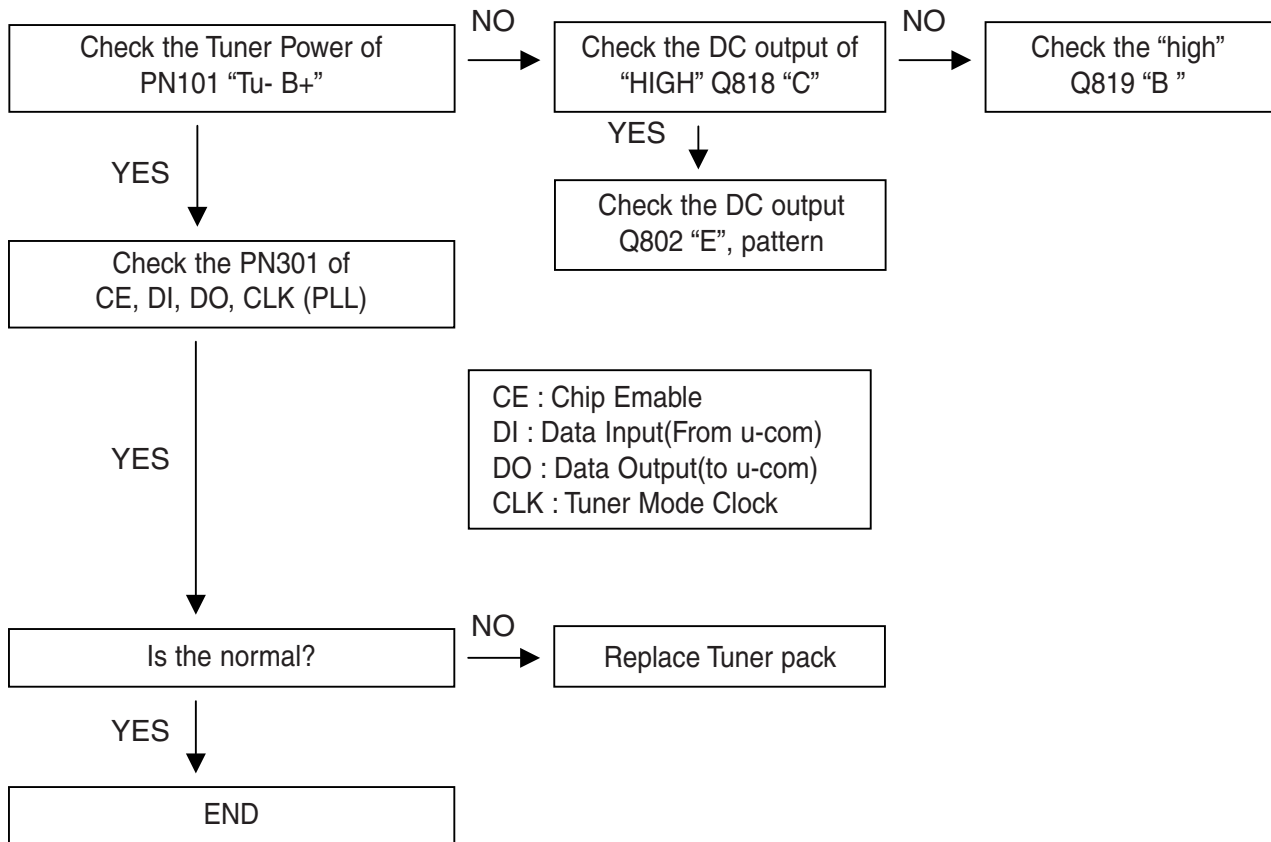 Check the Tuner Power of
PN101 “Tu- B+”
NO
Check the DC output of
“HIGH” Q818 “C”
NO
Check the “high”
Q819 “B ”
YES
YES
Check the DC output
Q802 “E”, pattern
Check the PN301 of
CE, DI, DO, CLK (PLL)
YES
CE : Chip Emable
DI : Data Input(From u-com)
DO : Data Output(to u-com)
CLK : Tuner Mode Clock
Is the normal?
NO
Replace Tuner pack
YES
END